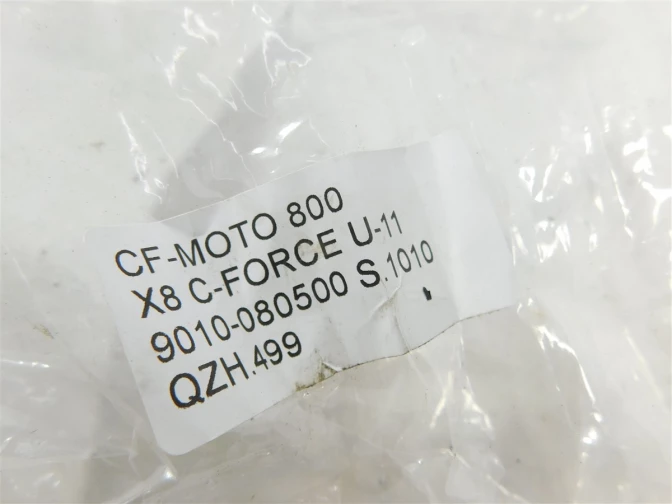 CF-MOTO 800
X8 C-FORCE U-11
9010-080500 S.1010
QZH.499